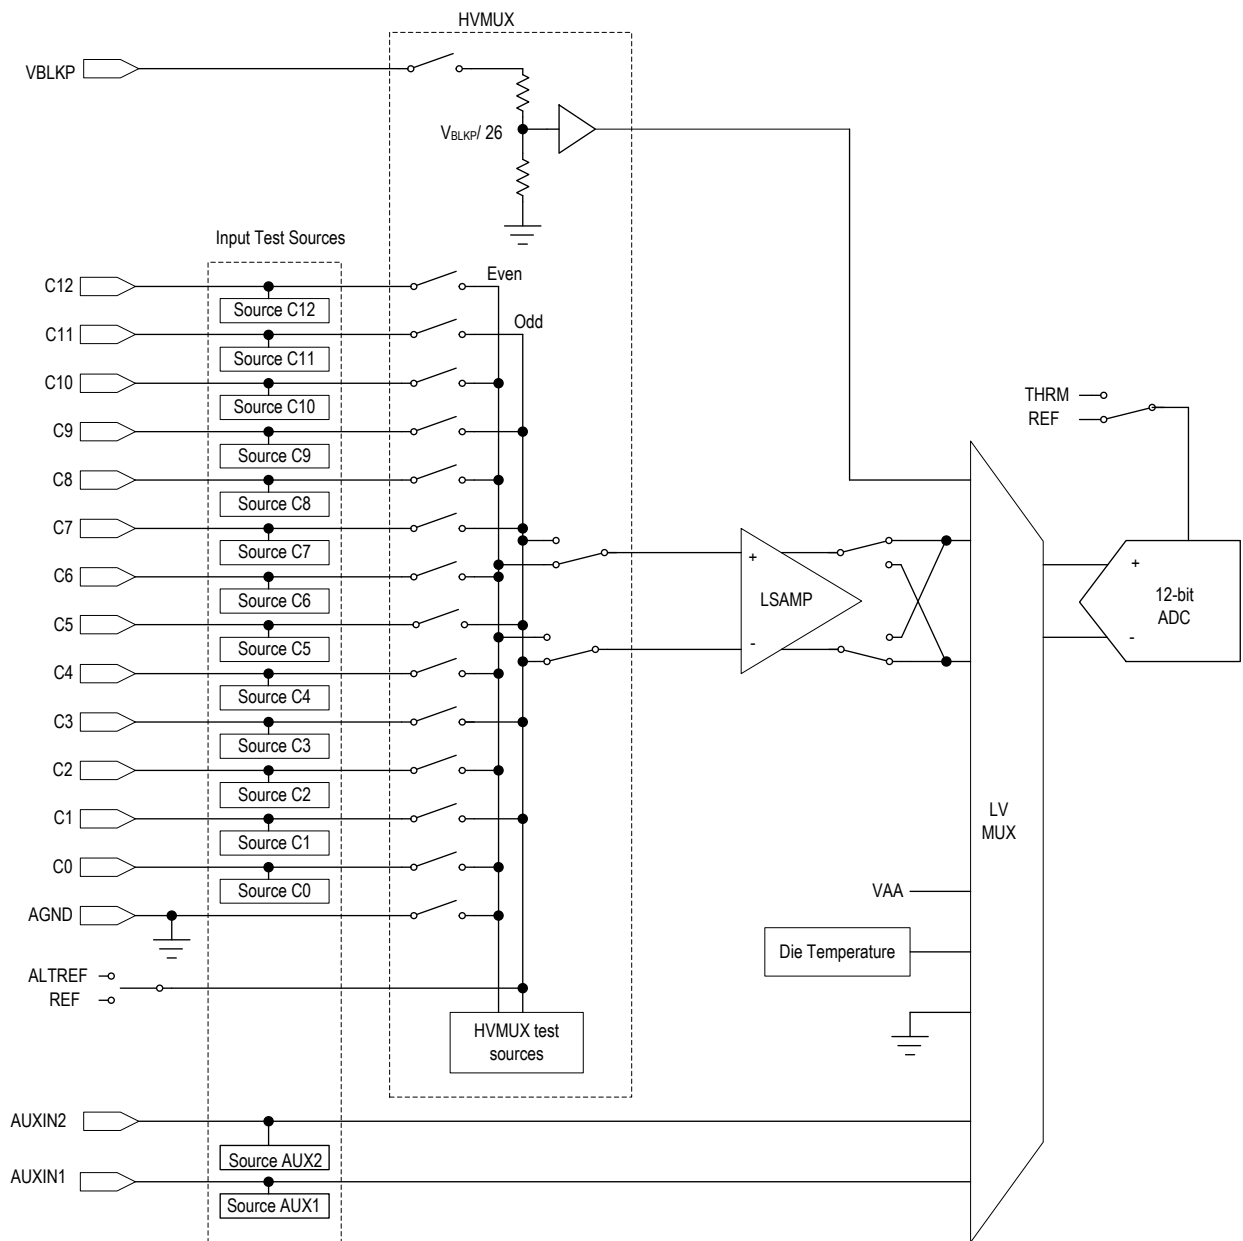 HVMUX
VBLKP
VBLKP/ 26
Input Test Sources
C12
Even
Source C12
Odd
C11
Source C11
C10
Source C10
THRM
REF
C9
Source C9
C8
Source C8
C7
Source C7
C6
Source C6
C5
Source C5
C4
Source C4
C3
Source C3
C2
Source C2
C1
Source C1
C0
Source C0
AGND
ALTREF
REF
HVMUX test
sources
+
-
LSAMP
+
-
12-bit
ADC
LV
MUX
VAA
Die Temperature
AUXIN2
Source AUX2
AUXIN1
Source AUX1